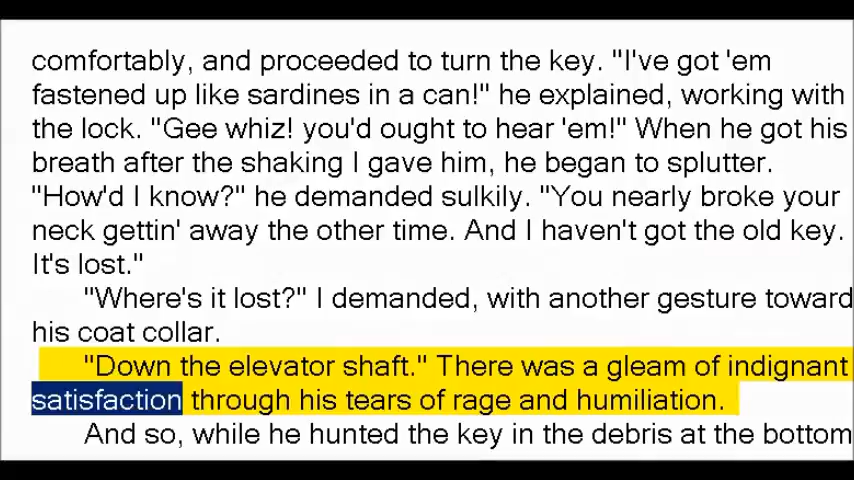 comfortably, and proceeded to turn the key. "I've got 'em
fastened up like sardines in a can!" he explained, working with
the lock. "Gee whiz! you'd ought to hear 'em!" When he got his
breath after the shaking I gave him, he began to splutter.
"How'd I know?" he demanded sulkily. "You nearly broke your
neck gettin' away the other time. And I haven't got the old key.
It's lost."
"Where's it lost?" I demanded, with another gesture toward
his coat collar.
"Down the elevator shaft." There was a gleam of indignant
satisfaction through his tears of rage and humiliation.
And so, while he hunted the key in the debris at the bottom